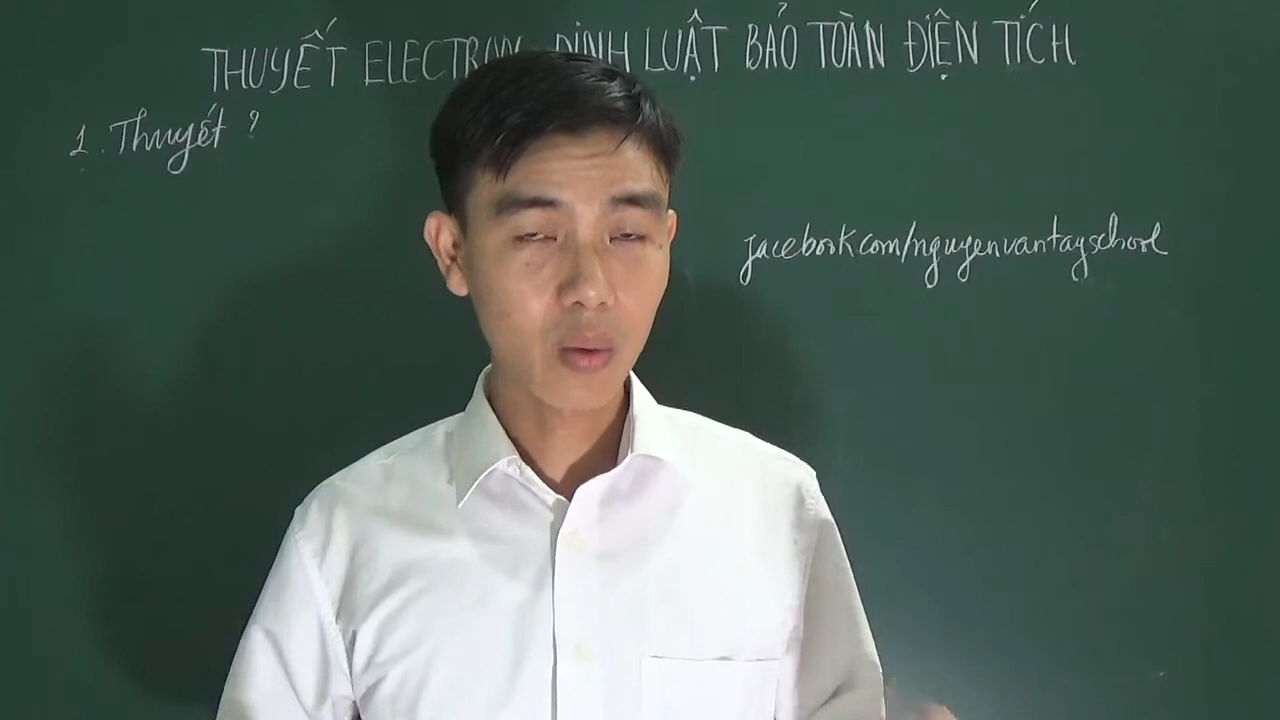 THUYẾT ELECTRON ĐỊNH LUẬT BẢO TOÀN ĐIỆN TÍCH
1. Thuyết ?
facebook.com/nguyenvantayschool